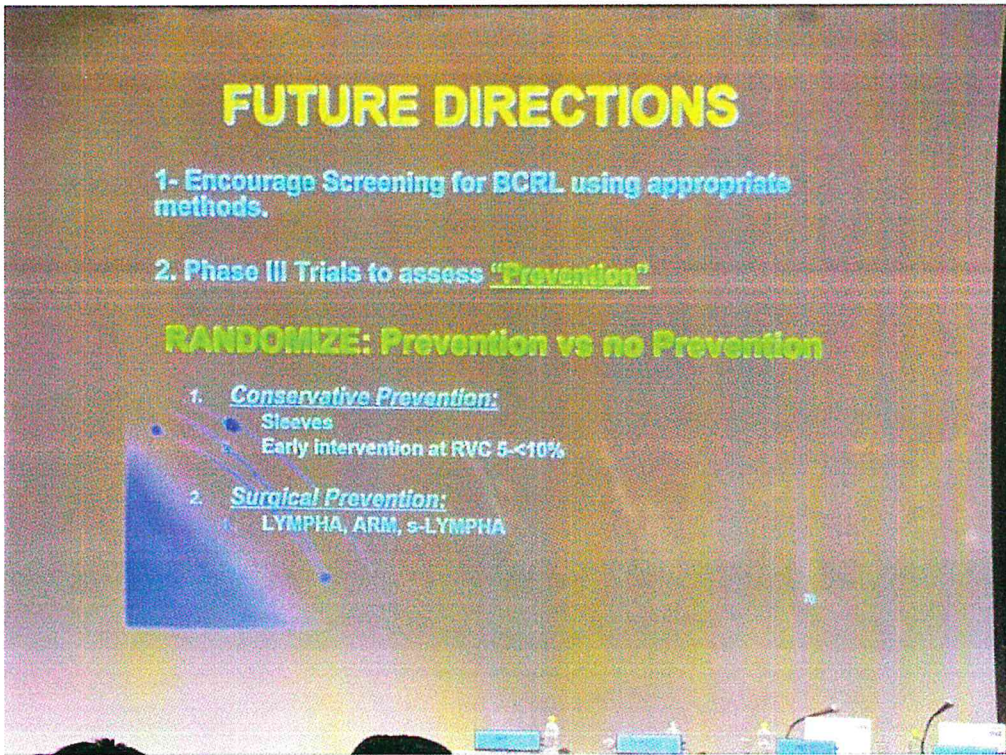 FUTURE DIRECTIONS
1- Encourage Screening for BCRL using appropriate
methods.
2. Phase III Trials to assess "Prevention"
RANDOMIZE: Prevention vs no Prevention
1. Conservative Prevention:
Sleeves
Early intervention at RVC 5-<10%
2. Surgical Prevention:
LYMPHA, ARM, s-LYMPHA